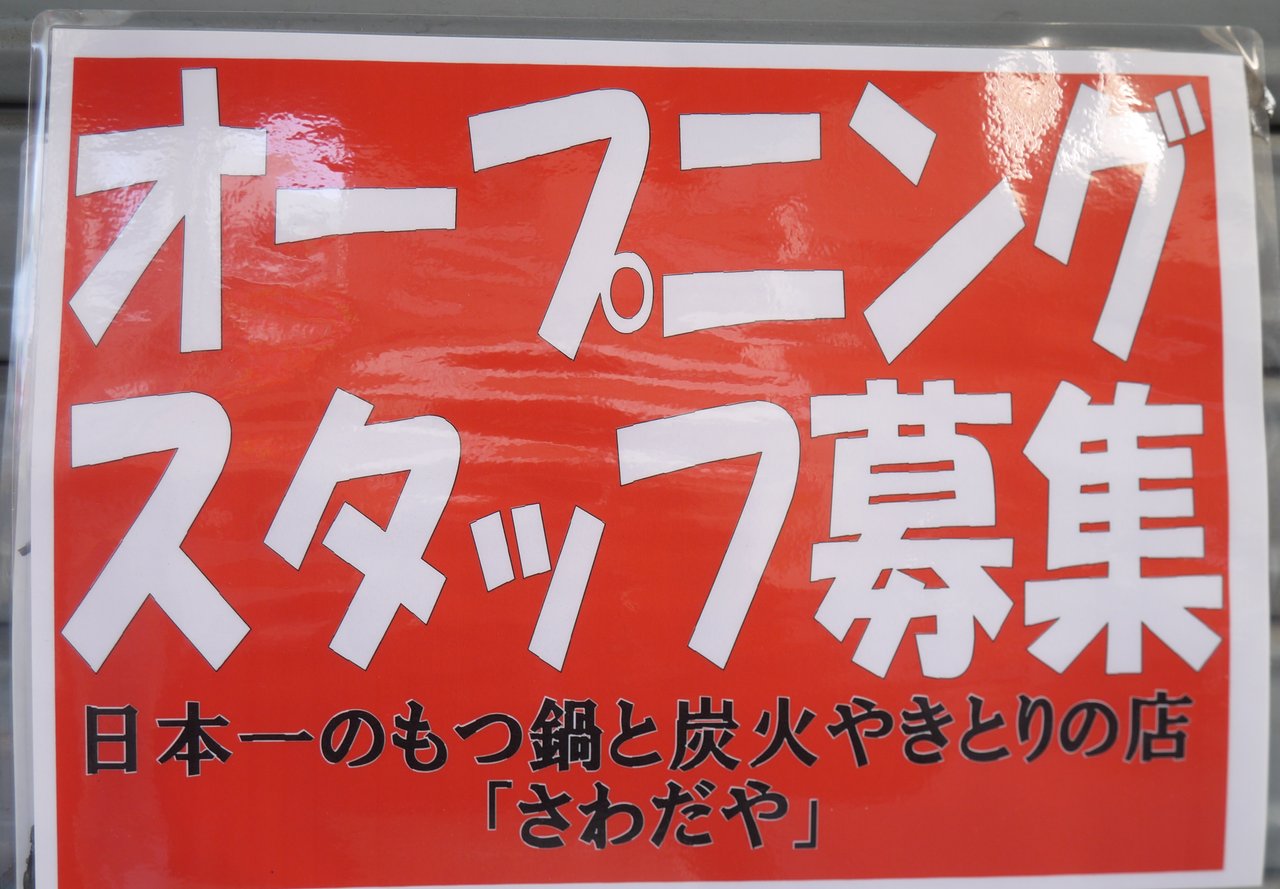 オープニング
スタッフ募集
日本一のもつ鍋と炭火やきとりの店
「さわだや」